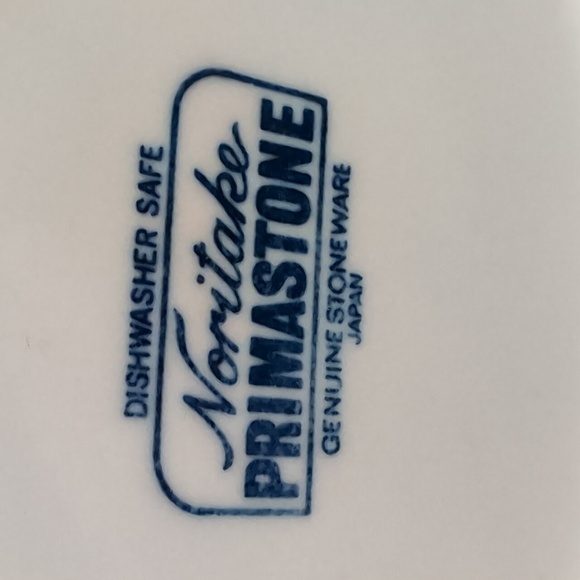 DISHWASHER SAFE
Noritake
PRIMASTONE
GENUINE STONEWARE
JAPAN